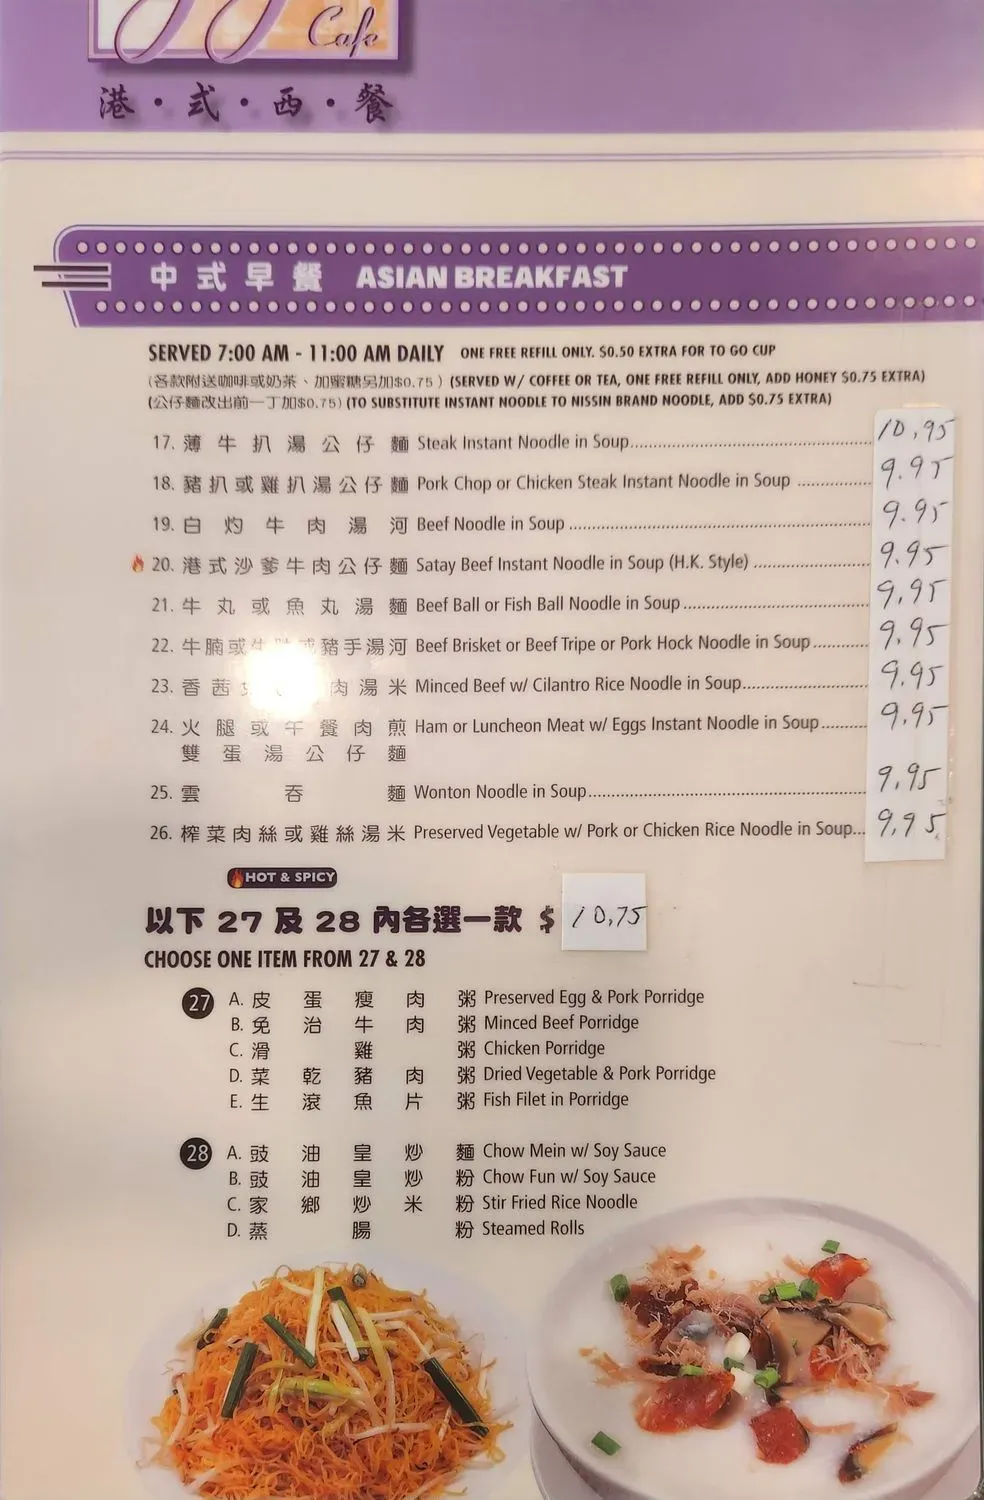 Cafe
港·式·西·餐
中式早餐 ASIAN BREAKFAST
SERVED 7:00 AM - 11:00 AM DAILY ONE FREE REFILL ONLY. $0.50 EXTRA FOR TO GO CUP
(各款附送咖啡或奶茶、加蜜糖另加$0.75) (SERVED W/ COFFEE OR TEA, ONE FREE REFILL ONLY, ADD HONEY $0.75 EXTRA)
(公仔麵改出前一丁加$0.75) (TO SUBSTITUTE INSTANT NOODLE TO NISSIN BRAND NOODLE, ADD $0.75 EXTRA)
17. 薄牛扒湯公仔麵 Steak Instant Noodle in Soup 10.95
18. 豬扒或雞扒湯公仔麵 Pork Chop or Chicken Steak Instant Noodle in Soup 9.95
19. 白灼牛肉湯河 Beef Noodle in Soup 9.95
20. 港式沙爹牛肉公仔麵 Satay Beef Instant Noodle in Soup (H.K. Style) 9.95
21. 牛丸或魚丸湯麵 Beef Ball or Fish Ball Noodle in Soup 9.95
22. 牛腩或豬手湯河 Beef Brisket or Beef Tripe or Pork Hock Noodle in Soup 9.95
23. 香茜肉湯米 Minced Beef w/ Cilantro Rice Noodle in Soup 9.95
24. 火腿或午餐肉煎 Ham or Luncheon Meat w/ Eggs Instant Noodle in Soup 9.95
雙蛋湯公仔麵
25. 雲吞麵 Wonton Noodle in Soup 9.95
26. 榨菜肉絲或雞絲湯米 Preserved Vegetable w/ Pork or Chicken Rice Noodle in Soup... 9.95
HOT & SPICY
以下 27 及 28 內各選一款 $ 10.75
CHOOSE ONE ITEM FROM 27 & 28
27 A. 皮蛋瘦肉粥 Preserved Egg & Pork Porridge
B. 免治牛肉粥 Minced Beef Porridge
C. 滑雞粥 Chicken Porridge
D. 菜乾豬肉粥 Dried Vegetable & Pork Porridge
E. 生滾魚片粥 Fish Filet in Porridge
28 A. 豉油皇炒麵 Chow Mein w/ Soy Sauce
B. 豉油皇炒粉 Chow Fun w/ Soy Sauce
C. 家鄉炒米粉 Stir Fried Rice Noodle
D. 蒸腸粉 Steamed Rolls